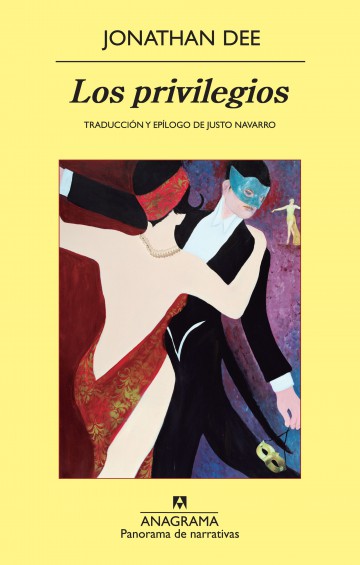 JONATHAN DEE
Los privilegios
TRADUCCIÓN Y EPÍLOGO DE JUSTO NAVARRO
ANAGRAMA
Panorama de narrativas